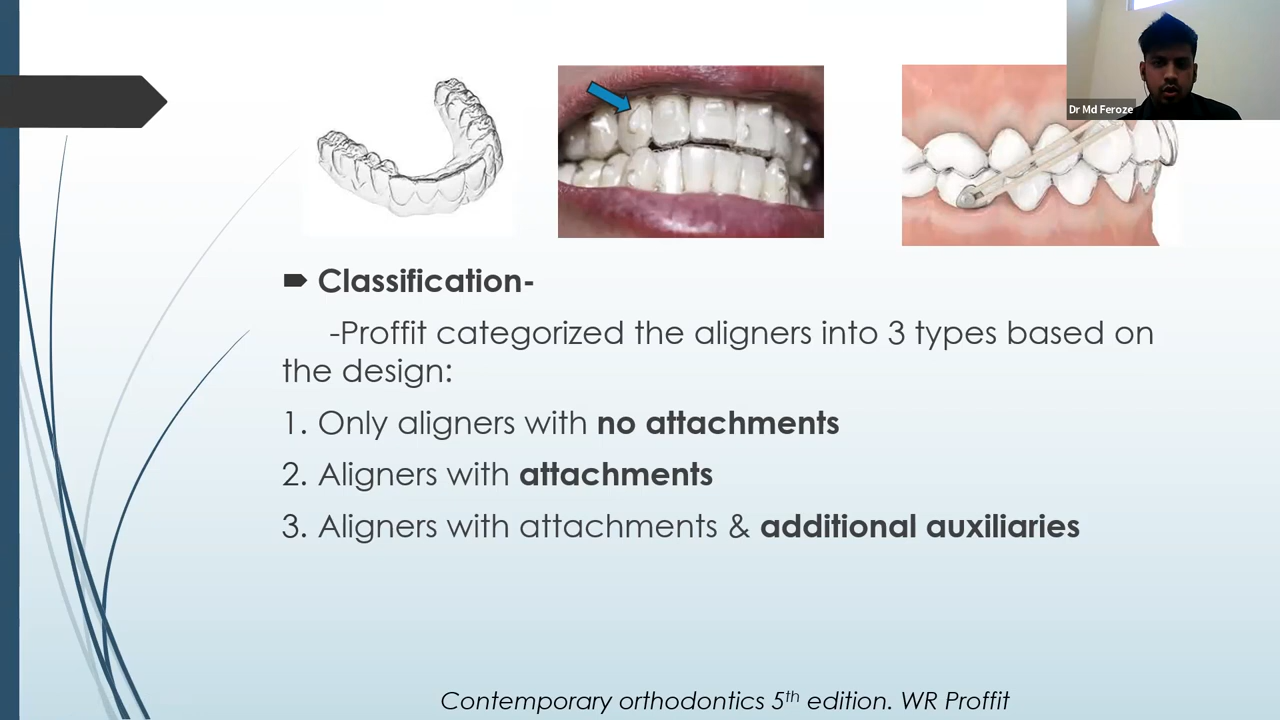 Dr Md Feroze
Classification-
-Proffit categorized the aligners into 3 types based on
the design:
1. Only aligners with no attachments
2. Aligners with attachments
3. Aligners with attachments & additional auxiliaries
Contemporary orthodontics 5th edition. WR Proffit